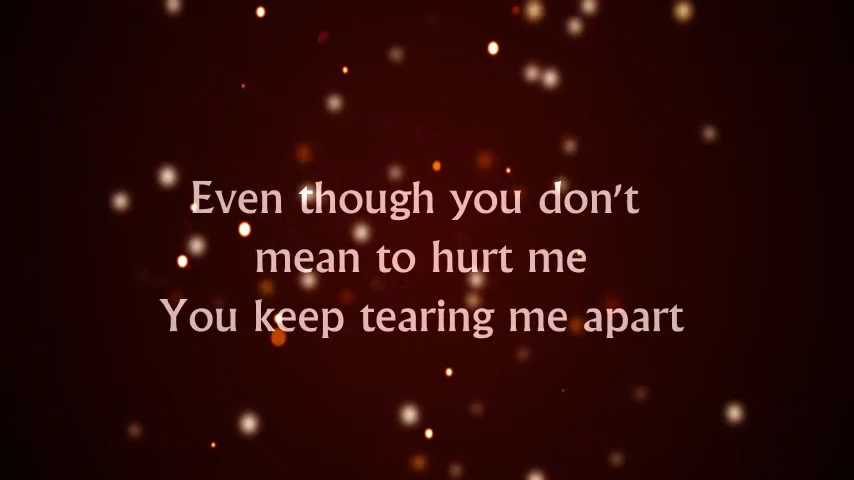 Even though you don't
mean to hurt me
You keep tearing me apart